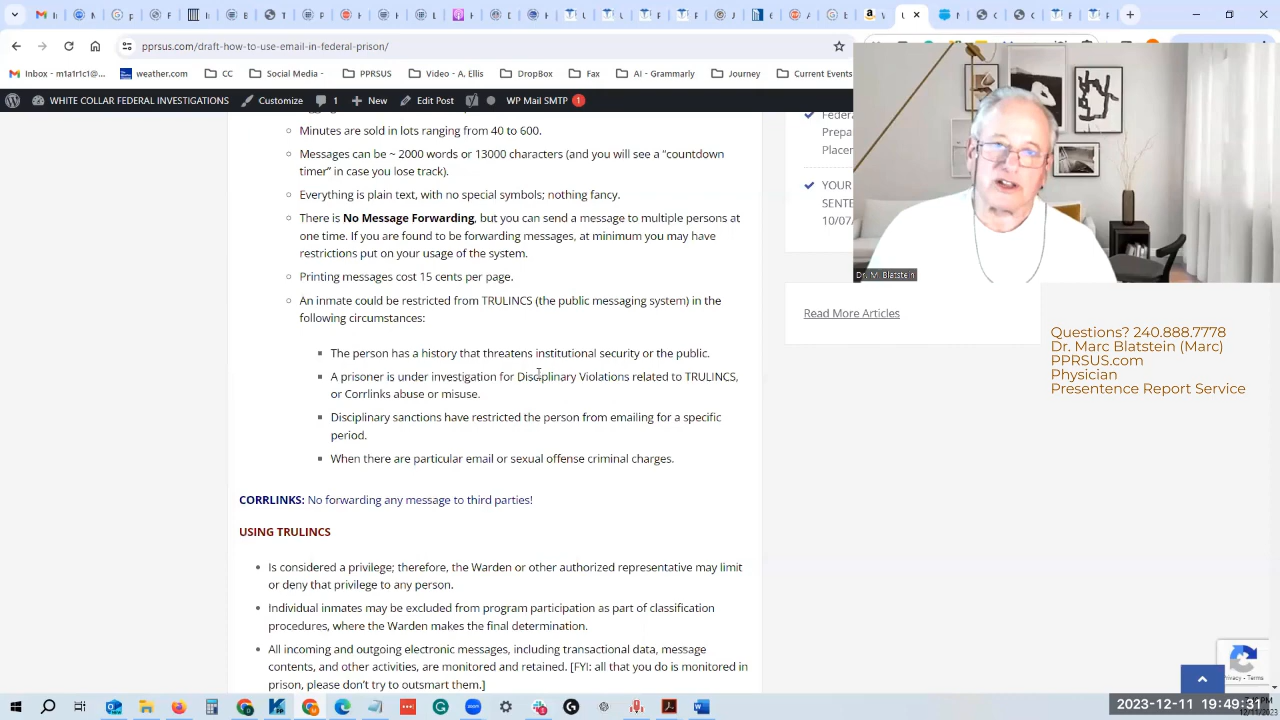 pprsus.com/draft-how-to-use-email-in-federal-prison/
Inbox - m1a1r1c1@...
weather.com
CC
Social Media -
PPRSUS
Video - A, Ellis
DropBox
Fax
AI - Grammarly
Journey
Current Events
WHITE COLLAR FEDERAL INVESTIGATIONS
Customize
1
New
Edit Post
WP Mail SMTP 1
Minutes are sold in lots ranging from 40 to 600.
Messages can be ~ 2000 words or 13000 characters (and you will see a “countdown
timer” in case you lose track).
Everything is plain text, with no special symbols; nothing fancy.
There is No Message Forwarding, but you can send a message to multiple persons at
one time. If you are found to be forwarding messages, at minimum you may have
restrictions put on your usage of the system.
Printing messages cost 15 cents per page.
An inmate could be restricted from TRULINCS (the public messaging system) in the
following circumstances:
The person has a history that threatens institutional security or the public.
A prisoner is under investigation for Disciplinary Violations related to TRULINCS,
or Corrlinks abuse or misuse.
Disciplinary sanctions have restricted the person from emailing for a specific
period.
When there are particular email or sexual offense criminal charges.
CORRLINKS: No forwarding any message to third parties!
USING TRULINCS
Is considered a privilege; therefore, the Warden or other authorized representative may limit
or deny that privilege to any person.
Individual inmates may be excluded from program participation as part of classification
procedures, where the Warden makes the final determination.
All incoming and outgoing electronic messages, including transactional data, message
contents, and other activities, are monitored and retained. [FYI: all that you do is monitored in
prison, please don’t try to outsmart them.]
Federa
Prepa
Placer
YOUR
SENTE
10/07/
Read More Articles
Dr. M. Blatstein
Questions? 240.888.7778
Dr. Marc Blatstein (Marc)
PPRSUS.com
Physician
Presentence Report Service
Privacy - Terms
2023-12-11 19:49:31
12/11/2023